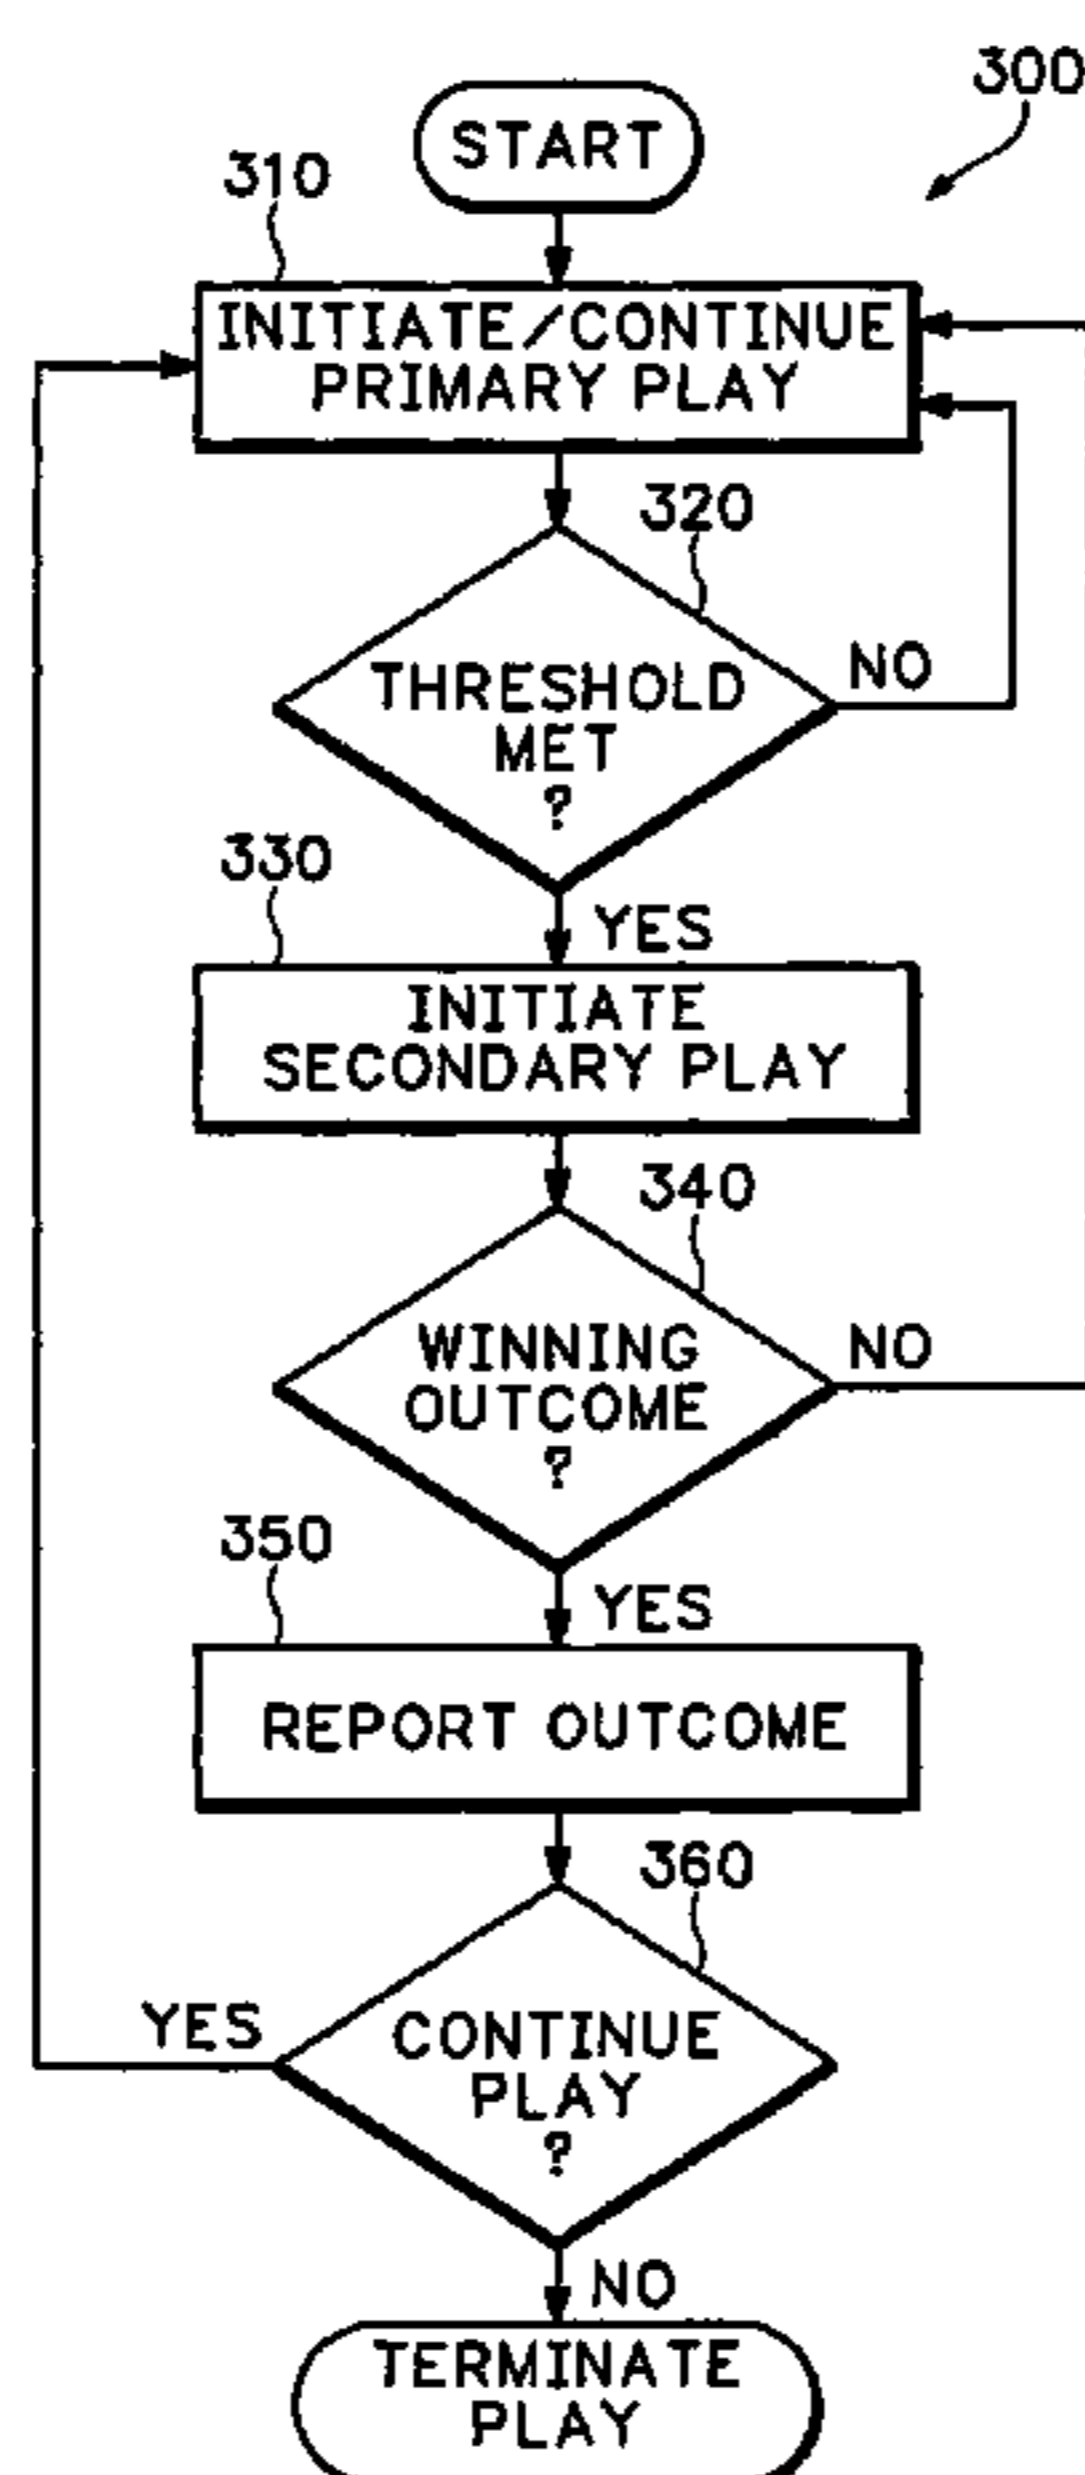 300
START
310
INITIATE/CONTINUE
PRIMARY PLAY
320
THRESHOLD
MET
?
NO
330
YES
INITIATE
SECONDARY PLAY
340
WINNING
OUTCOME
?
NO
350
YES
REPORT OUTCOME
360
CONTINUE
PLAY
?
YES
NO
TERMINATE
PLAY